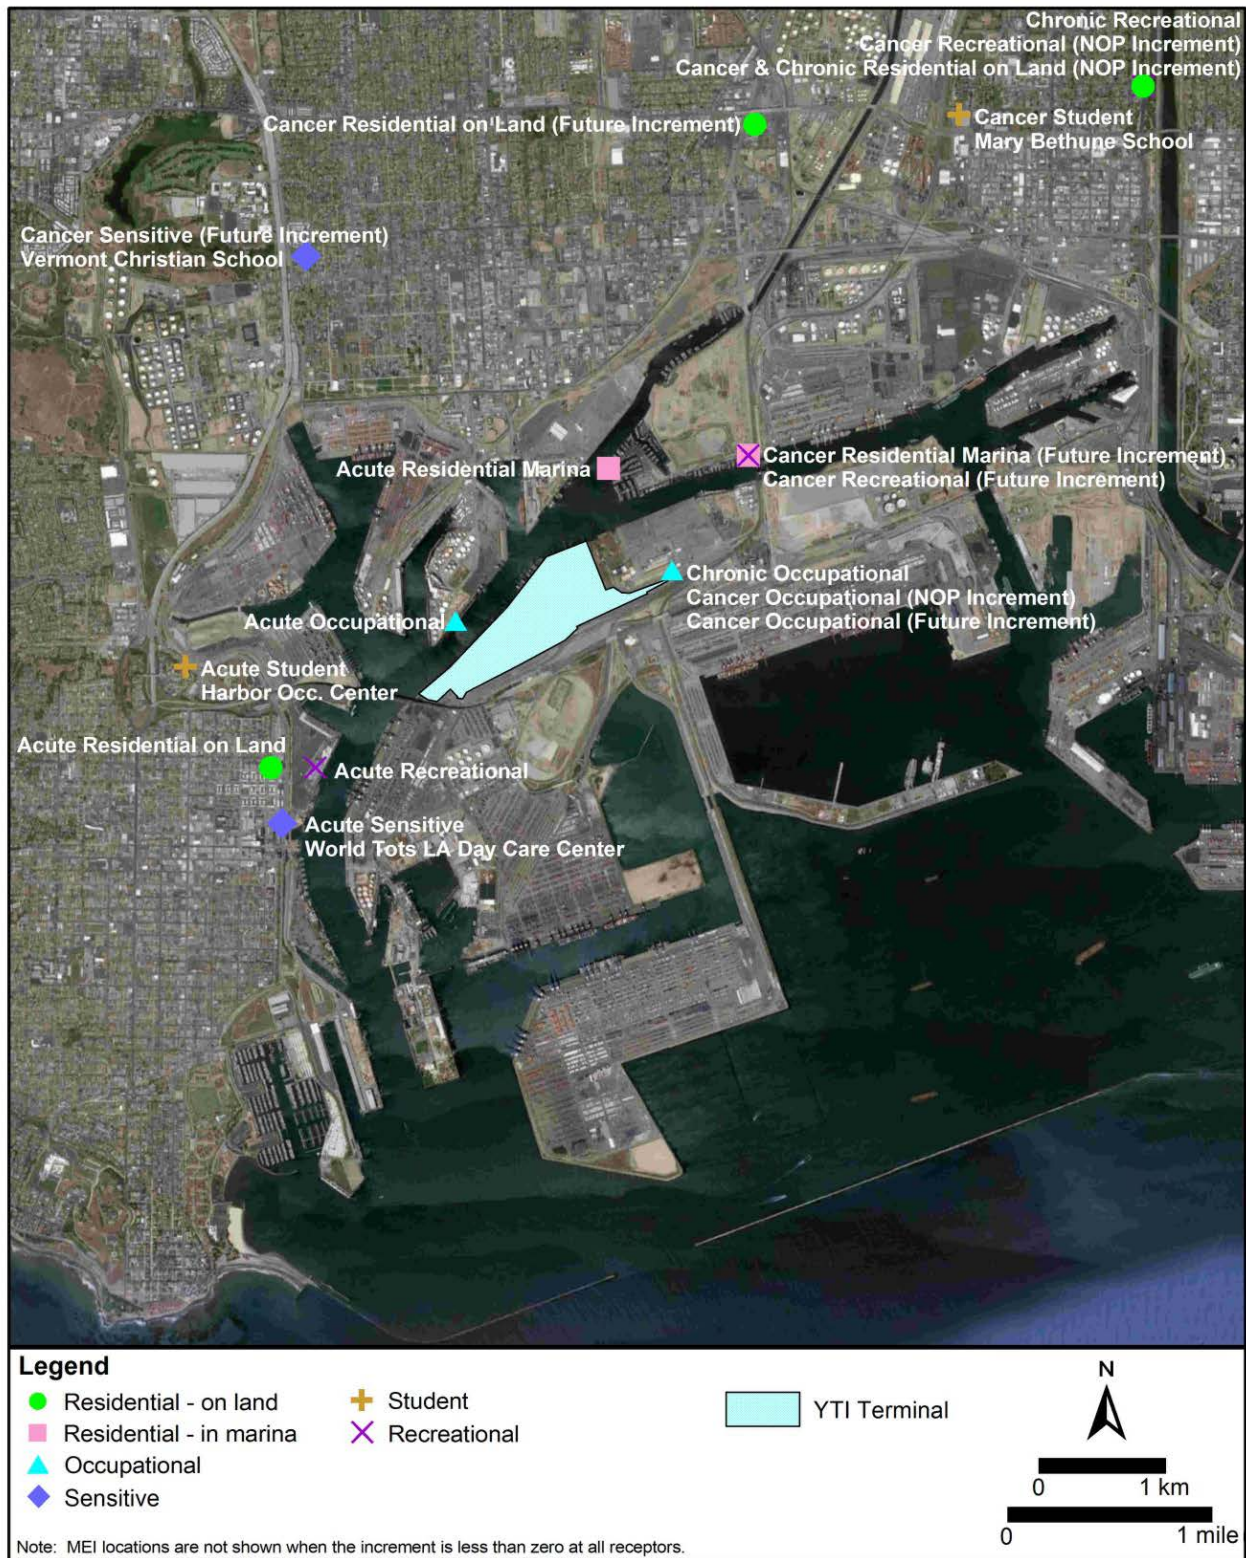 Chronic Recreational
Cancer Recreational (NOP Increment)
Cancer & Chronic Residential on Land (NOP Increment)
Cancer Residential on Land (Future Increment)
Cancer Student
Mary Bethune School
Cancer Sensitive (Future Increment)
Vermont Christian School
Acute Residential Marina
Cancer Residential Marina (Future Increment)
Cancer Recreational (Future Increment)
Chronic Occupational
Cancer Occupational (NOP Increment)
Cancer Occupational (Future Increment)
Acute Occupational
Acute Student
Harbor Occ. Center
Acute Residential on Land
Acute Recreational
Acute Sensitive
World Tots LA Day Care Center
Legend
Residential - on land
Residential - in marina
Occupational
Sensitive
Student
Recreational
YTI Terminal
N
0 1 km
0 1 mile
Note: MEI locations are not shown when the increment is less than zero at all receptors.